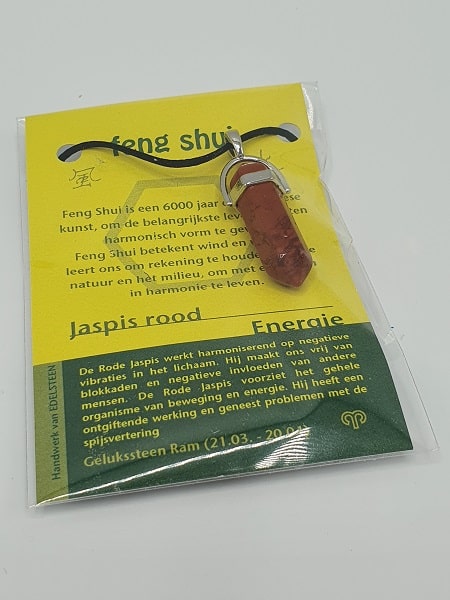 feng shui
風
Feng Shui is een 6000 jaar
kunst, om de belangrijkste
harmonisch vorm te
Feng Shui betekent wind en
leert ons om rekening te
natuur en het milieu, om met
in harmonie te leven.
Jaspis rood
Energie
De Rode Jaspis werkt harmoniserend op negatieve
vibraties in het lichaam. Hij maakt ons vrij van
blokkaden en negatieve invloeden van andere
mensen. De Rode Jaspis voorziet het gehele
organisme van beweging en energie. Hij heeft een
ontgiftende werking en geneest problemen met de
spijsvertering
Gelukssteen Ram (21.03. - 20.04)
Handwerk van EDELSTEEN